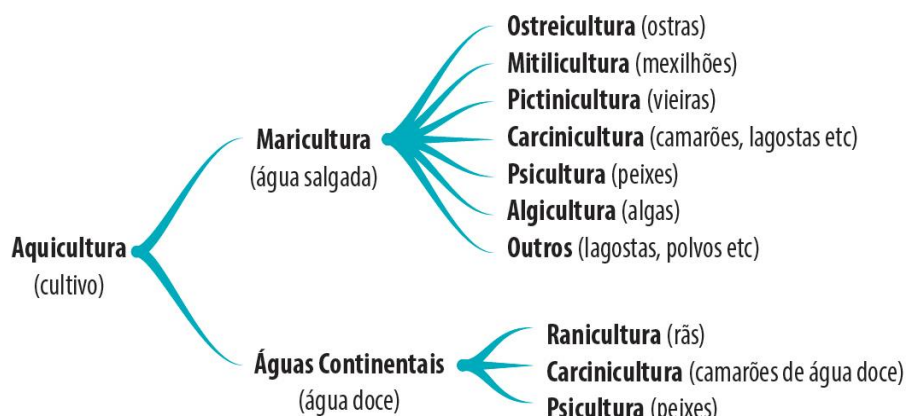 Aquicultura
(cultivo)
Maricultura
(água salgada)
Ostreicultura (ostras)
Mitilicultura (mexilhões)
Pictinicultura (vieiras)
Carcinicultura (camarões, lagostas etc)
Psicultura (peixes)
Algicultura (algas)
Outros (lagostas, polvos etc)
Águas Continentais
(água doce)
Ranicultura (rãs)
Carcinicultura (camarões de água doce)
Psicultura (peixes)